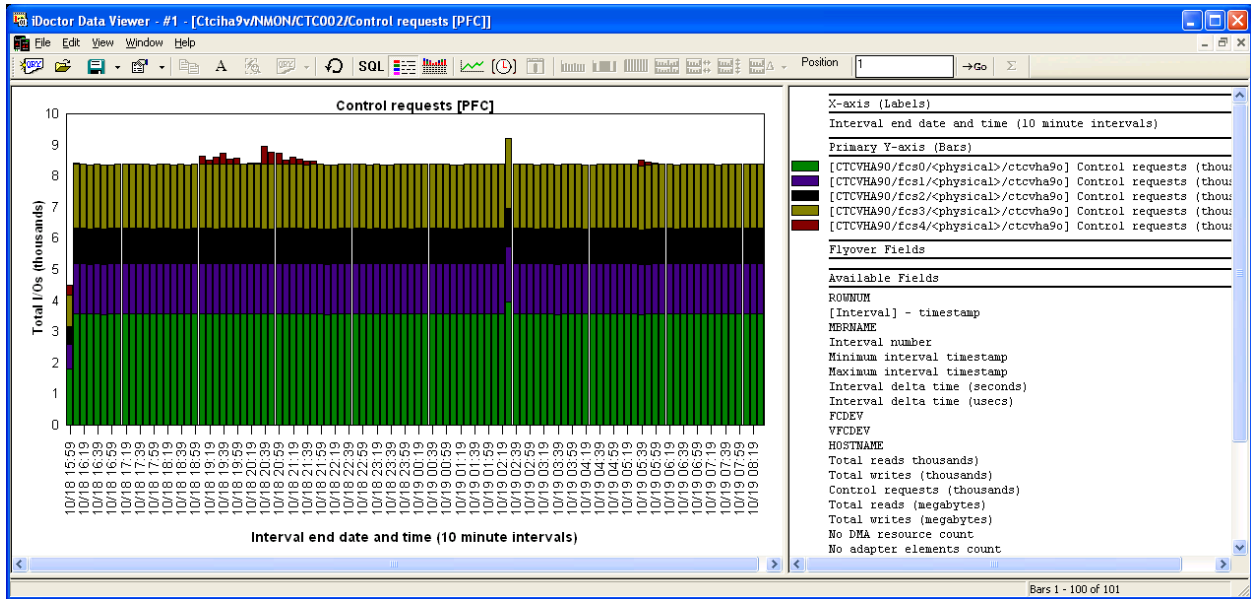 iDoctor Data Viewer - #1 - [Ctciha9v/NMON/CTC002/Control requests [PFC]]
File Edit View Window Help
SQL Position 1 Go Σ
Control requests [PFC]
Total I/Os (thousands)
10
9
8
7
6
5
4
3
2
1
0
10/18 15:59
10/18 16:19
10/18 16:39
10/18 16:59
10/18 17:19
10/18 17:39
10/18 17:59
10/18 18:19
10/18 18:39
10/18 18:59
10/18 19:19
10/18 19:39
10/18 19:59
10/18 20:19
10/18 20:39
10/18 20:59
10/18 21:19
10/18 21:39
10/18 21:59
10/18 22:19
10/18 22:39
10/18 22:59
10/18 23:19
10/18 23:39
10/18 23:59
10/19 00:19
10/19 00:39
10/19 00:59
10/19 01:19
10/19 01:39
10/19 01:59
10/19 02:19
10/19 02:39
10/19 02:59
10/19 03:19
10/19 03:39
10/19 03:59
10/19 04:19
10/19 04:39
10/19 04:59
10/19 05:19
10/19 05:39
10/19 05:59
10/19 06:19
10/19 06:39
10/19 06:59
10/19 07:19
10/19 07:39
10/19 07:59
10/19 08:19
Interval end date and time (10 minute intervals)
X-axis (Labels)
Interval end date and time (10 minute intervals)
Primary Y-axis (Bars)
[CTCVHA90/fcs0/<physical>/ctcvha9o] Control requests (thous
[CTCVHA90/fcs1/<physical>/ctcvha9o] Control requests (thous
[CTCVHA90/fcs2/<physical>/ctcvha9o] Control requests (thous
[CTCVHA90/fcs3/<physical>/ctcvha9o] Control requests (thous
[CTCVHA90/fcs4/<physical>/ctcvha9o] Control requests (thous
Flyover Fields
Available Fields
ROWNUM
[Interval] - timestamp
MBRNAME
Interval number
Minimum interval timestamp
Maximum interval timestamp
Interval delta time (seconds)
Interval delta time (usecs)
FCDEV
VFCDEV
HOSTNAME
Total reads thousands)
Total writes (thousands)
Control requests (thousands)
Total reads (megabytes)
Total writes (megabytes)
No DMA resource count
No adapter elements count
Bars 1 - 100 of 101